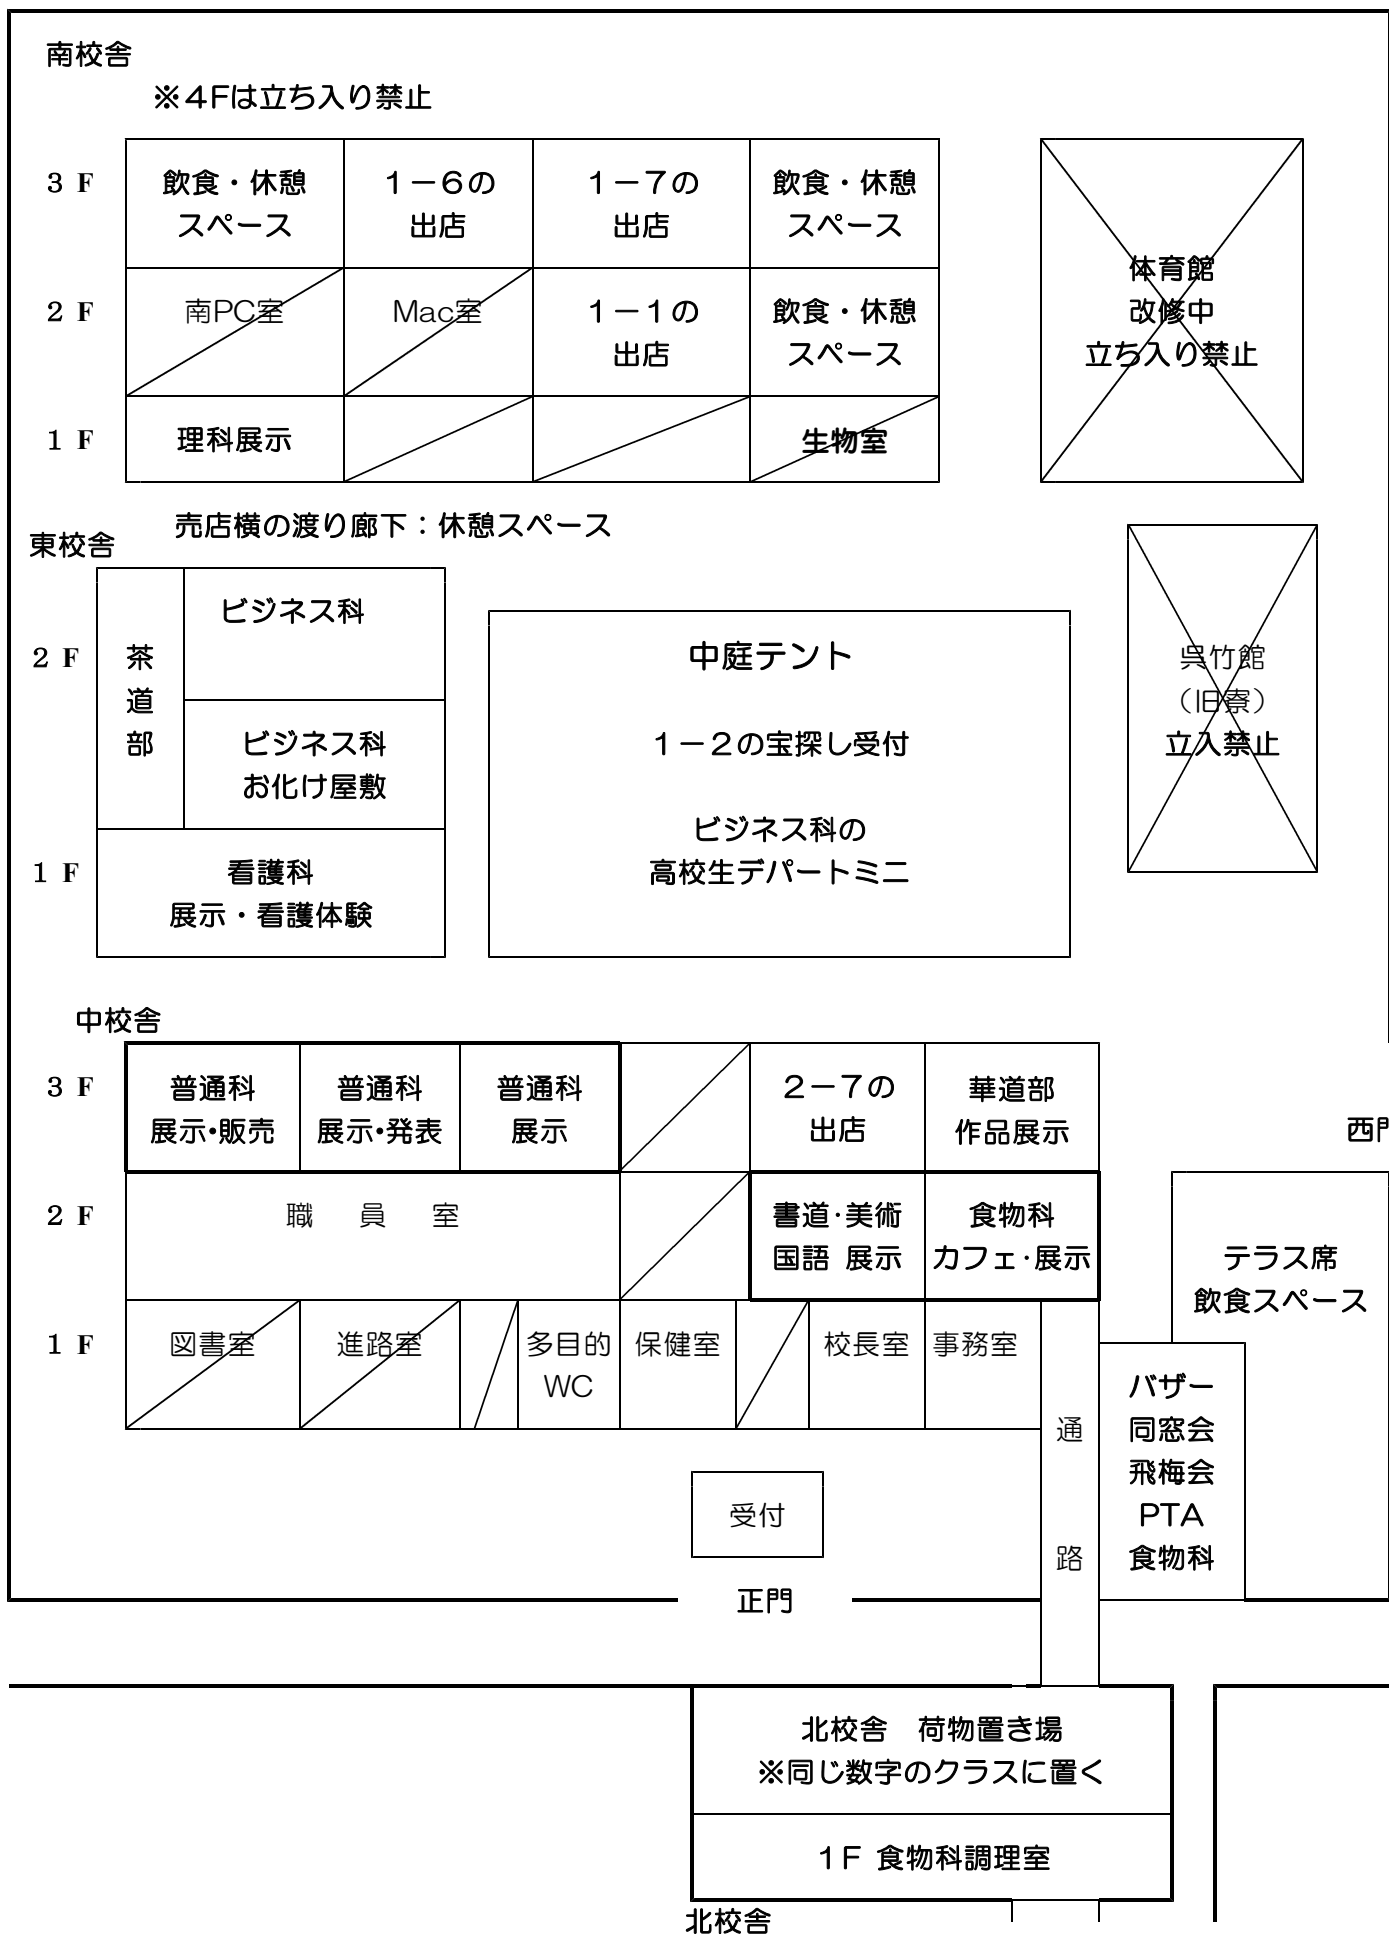 南校舎
※４Fは立ち入り禁止
３ F
飲食・休憩
スペース
１－６の
出店
１－７の
出店
飲食・休憩
スペース
２ F
南PC室
Mac室
１－１の
出店
飲食・休憩
スペース
１ F
理科展示
生物室
体育館
改修中
立ち入り禁止
売店横の渡り廊下：休憩スペース
東校舎
２ F
茶
道
部
ビジネス科
ビジネス科
お化け屋敷
１ F
看護科
展示・看護体験
中庭テント
１－２の宝探し受付
ビジネス科の
高校生デパートミニ
呉竹館
（旧寮）
立入禁止
中校舎
３ F
普通科
展示・販売
普通科
展示・発表
普通科
展示
２－７の
出店
華道部
作品展示
西門
２ F
職　員　室
書道・美術
国語 展示
食物科
カフェ・展示
テラス席
飲食スペース
１ F
図書室
進路室
多目的
WC
保健室
校長室
事務室
通
路
バザー
同窓会
飛梅会
PTA
食物科
受付
正門
北校舎　荷物置き場
※同じ数字のクラスに置く
１F 食物科調理室
北校舎